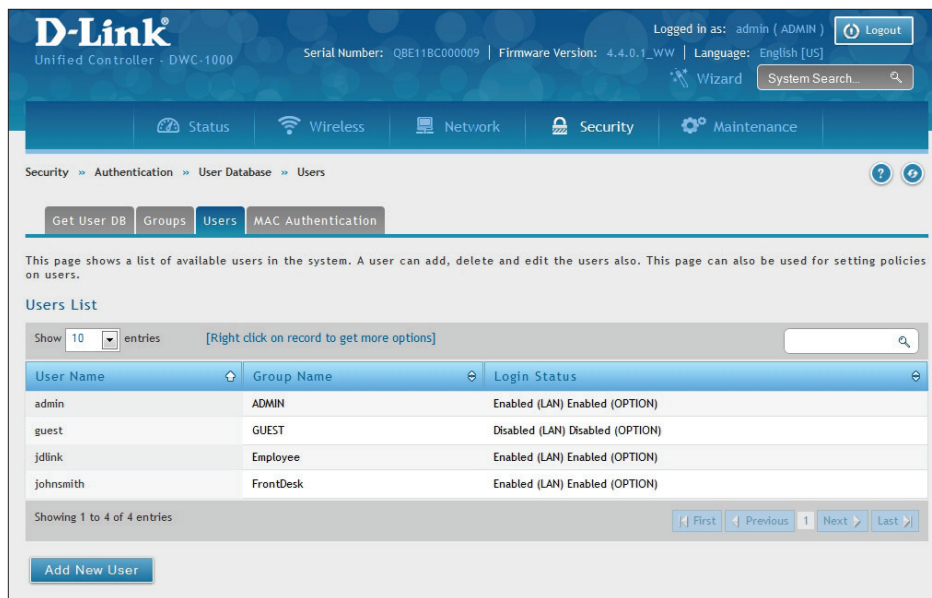 D-Link®
Logged in as: admin ( ADMIN ) Logout
Unified Controller - DWC-1000
Serial Number: QBE11BC000009 | Firmware Version: 4.4.0.1_WW | Language: English [US]
Wizard System Search...
Status Wireless Network Security Maintenance
Security » Authentication » User Database » Users
Get User DB Groups Users MAC Authentication
This page shows a list of available users in the system. A user can add, delete and edit the users also. This page can also be used for setting policies
on users.
Users List
Show 10 entries [Right click on record to get more options]
User Name Group Name Login Status
admin ADMIN Enabled (LAN) Enabled (OPTION)
guest GUEST Disabled (LAN) Disabled (OPTION)
jdlink Employee Enabled (LAN) Enabled (OPTION)
johnsmith FrontDesk Enabled (LAN) Enabled (OPTION)
Showing 1 to 4 of 4 entries First Previous 1 Next Last
Add New User